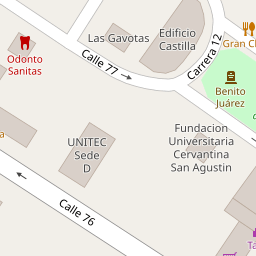 Las Gavotas
Edificio
Castilla
Gran C
Odonto
Sanitas
Calle 77
Carrera 12
Benito
Juárez
UNITEC
Sede
D
Fundacion
Universitaria
Cervantina
San Agustin
Calle 76